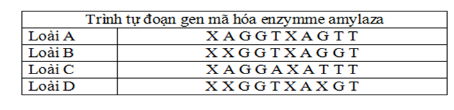 Trình tự đoạn gen mã hóa enzymme amylaza
Loài A X A G G T X A G T T
Loài B X X G G T X A G G T
Loài C X A G G A X A T T T
Loài D X X G G T X A X G T